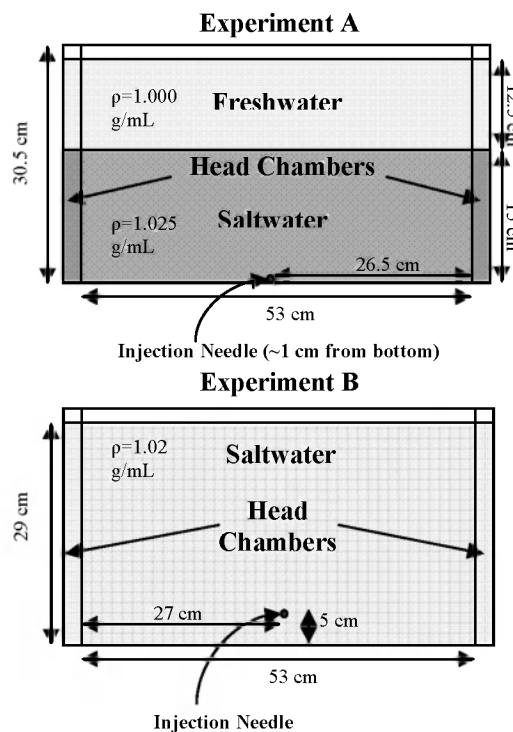 Experiment A
ρ=1.000
g/mL
Freshwater
30.5 cm
Head Chambers
ρ=1.025
g/mL
Saltwater
26.5 cm
53 cm
Injection Needle (~1 cm from bottom)
Experiment B
ρ=1.02
g/mL
Saltwater
29 cm
Head
Chambers
27 cm
5 cm
53 cm
Injection Needle